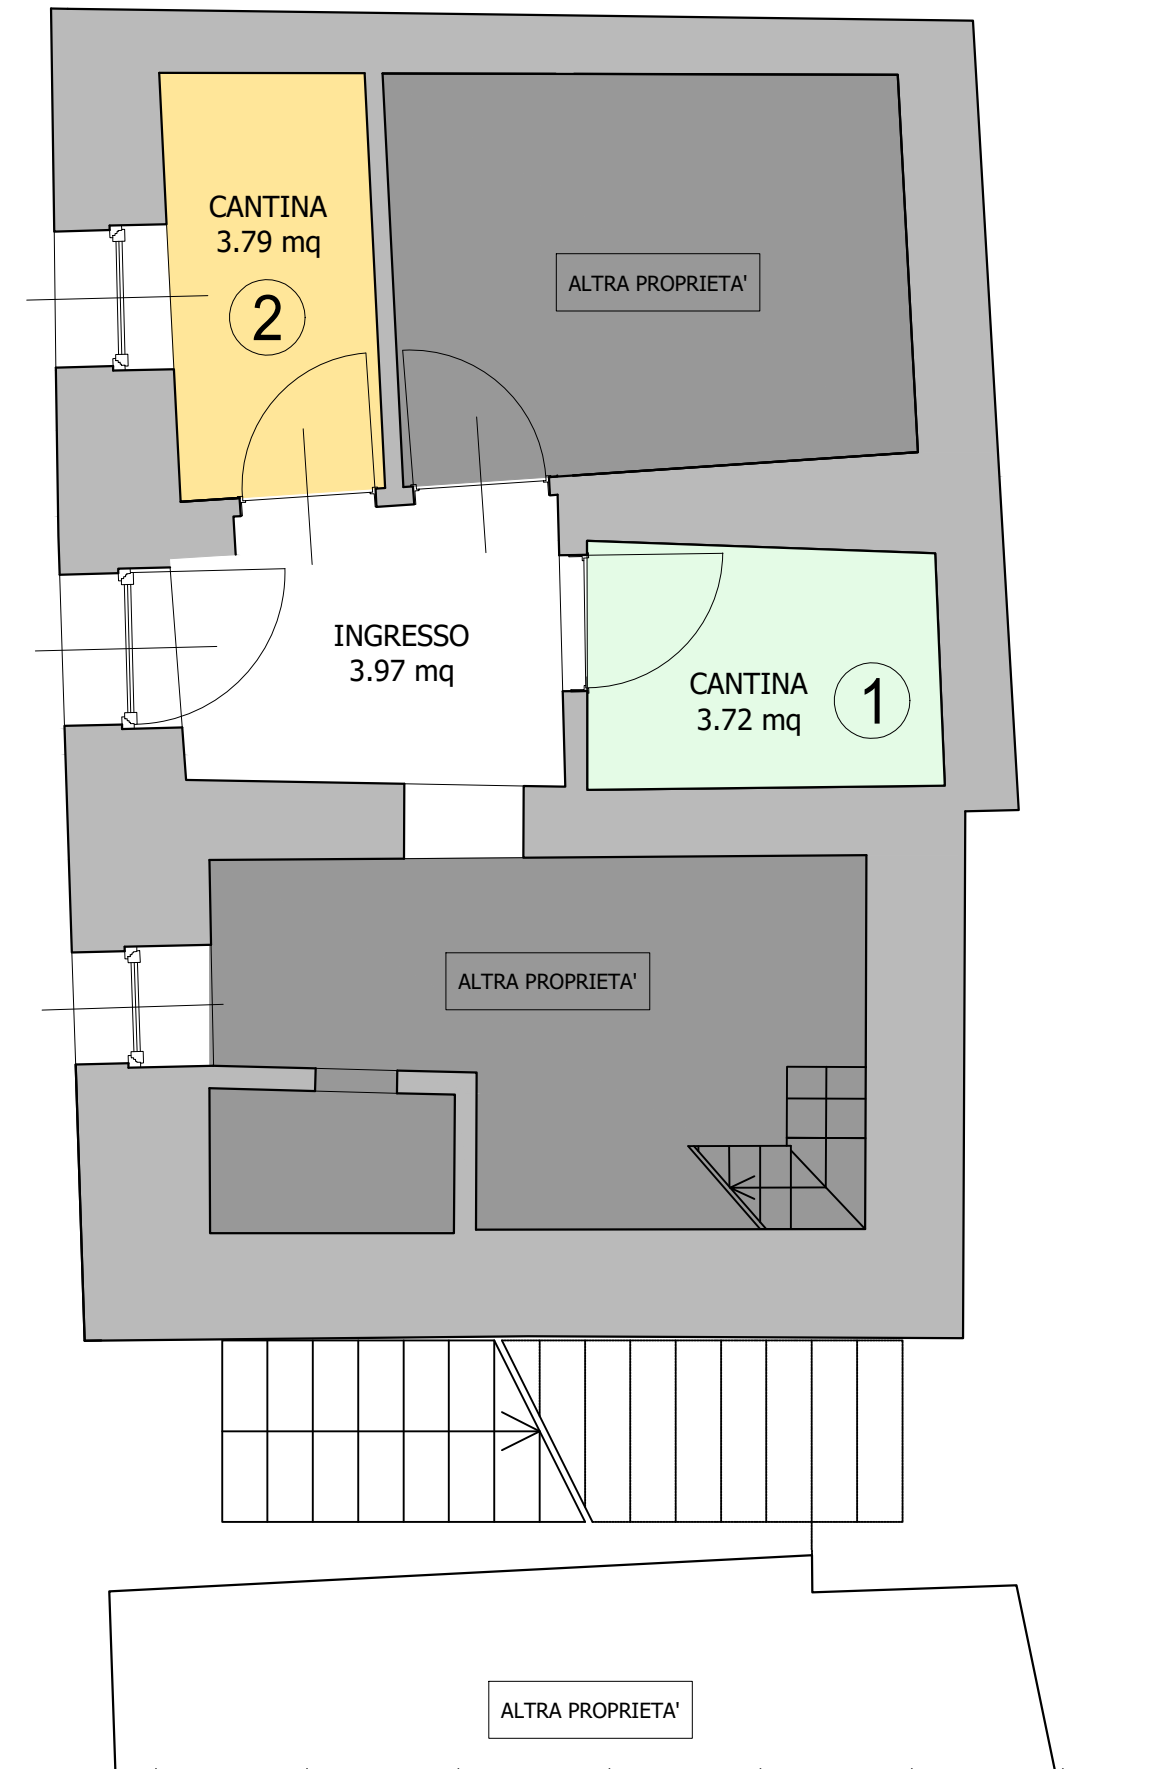 CANTINA
3.79 mq
2
ALTRA PROPRIETA'
INGRESSO
3.97 mq
CANTINA
3.72 mq
1
ALTRA PROPRIETA'
ALTRA PROPRIETA'